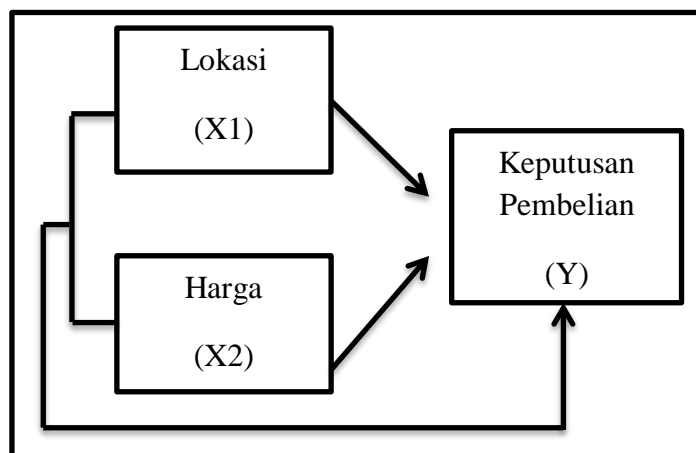 Lokasi
(X1)
Keputusan
Pembelian
(Y)
Harga
(X2)